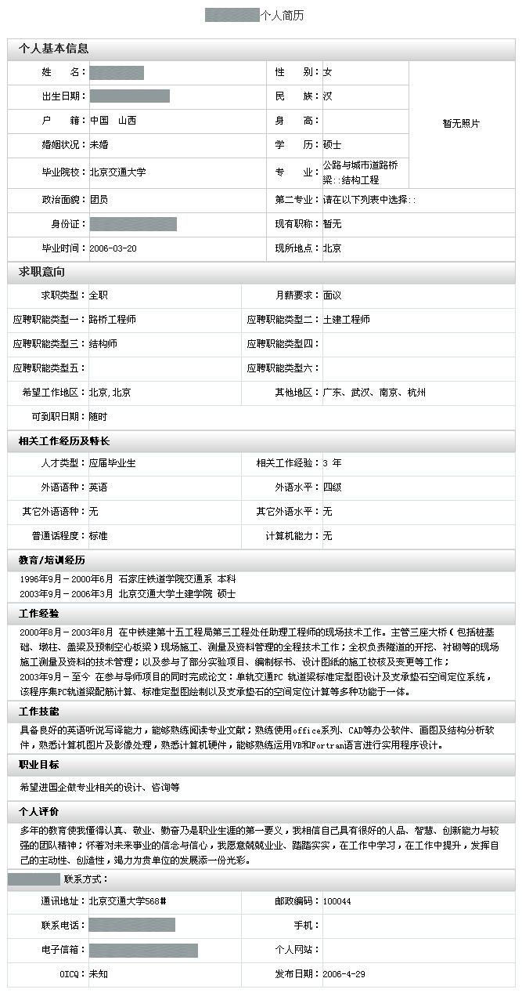 个人简历
个人基本信息
姓 名： 性 别：女
出生日期： 民 族：汉
户 籍：中国 山西 身 高：
暂无照片
婚姻状况：未婚 学 历：硕士
毕业院校：北京交通大学 专 业：公路与城市道路桥
梁::结构工程
政治面貌：团员 第二专业：请在以下列表中选择::
身份证： 现有职称：暂无
毕业时间：2006-03-20 现所地点：北京
求职意向
求职类型：全职 月薪要求：面议
应聘职能类型一：路桥工程师 应聘职能类型二：土建工程师
应聘职能类型三：结构师 应聘职能类型四：
应聘职能类型五： 应聘职能类型六：
希望工作地区：北京,北京 其他地区：广东、武汉、南京、杭州
可到职日期：随时
相关工作经历及特长
人才类型：应届毕业生 相关工作经验：3 年
外语语种：英语 外语水平：四级
其它外语语种：无 其它外语水平：无
普通话程度：标准 计算机能力：无
教育/培训经历
1996年9月－2000年6月 石家庄铁道学院交通系 本科
2003年9月－2006年3月 北京交通大学土建学院 硕士
工作经验
2000年8月－2003年8月 在中铁建第十五工程局第三工程处任助理工程师的现场技术工作。主管三座大桥（包括桩基
础、墩柱、盖梁及预制空心板梁）现场施工、测量及资料管理的全程技术工作；全权负责隧道的开挖、衬砌等的现场
施工测量及资料的技术管理；以及参与了部分实验项目、编制标书、设计图纸的施工校核及变更等工作；
2003年9月－至今 在参与导师项目的同时完成论文：单轨交通PC 轨道梁标准定型图设计及支承垫石空间定位系统，
该程序集PC轨道梁配筋计算、标准定型图绘制以及支承垫石的空间定位计算等多种功能于一体。
工作技能
具备良好的英语听说写译能力，能够熟练阅读专业文献；熟练使用office系列、CAD等办公软件、画图及结构分析软
件，熟悉计算机图片及影像处理，熟悉计算机硬件，能够熟练运用VB和Fortran语言进行实用程序设计。
职业目标
希望进国企做专业相关的设计、咨询等
个人评价
多年的教育使我懂得认真、敬业、勤奋乃是职业生涯的第一要义，我相信自己具有很好的人品、智慧、创新能力与较
强的团队精神；怀着对未来事业的信念与信心，我愿意兢兢业业、踏踏实实，在工作中学习，在工作中提升，发挥自
己的主动性、创造性，竭力为贵单位的发展添一份光彩。
联系方式：
通讯地址：北京交通大学568# 邮政编码：100044
联系电话： 手机：
电子信箱： 个人网站：
OICQ：未知 发布日期：2006-4-29